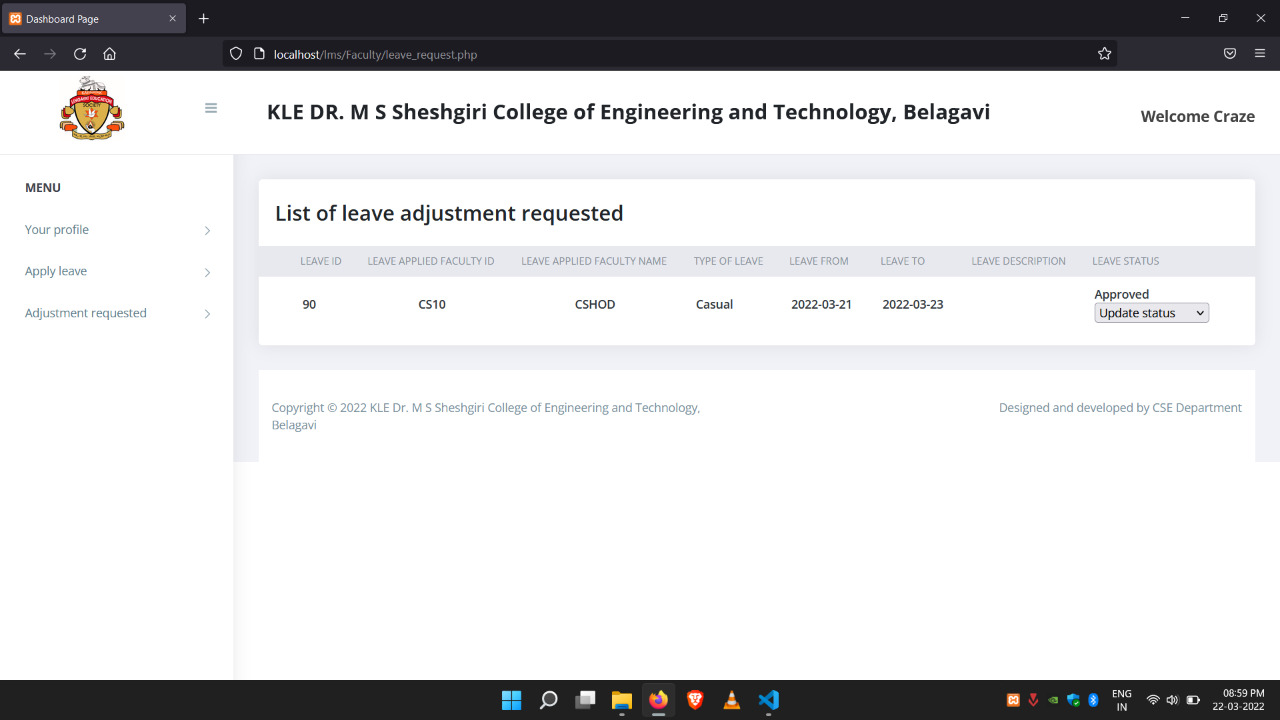 Dashboard Page
localhost/lms/Faculty/leave_request.php
KLE DR. M S Sheshgiri College of Engineering and Technology, Belagavi
Welcome Craze
MENU
Your profile
Apply leave
Adjustment requested
List of leave adjustment requested
LEAVE ID LEAVE APPLIED FACULTY ID LEAVE APPLIED FACULTY NAME TYPE OF LEAVE LEAVE FROM LEAVE TO LEAVE DESCRIPTION LEAVE STATUS
90 CS10 CSHOD Casual 2022-03-21 2022-03-23 Approved
Update status
Copyright © 2022 KLE Dr. M S Sheshgiri College of Engineering and Technology,
Belagavi
Designed and developed by CSE Department
ENG
IN
08:59 PM
22-03-2022